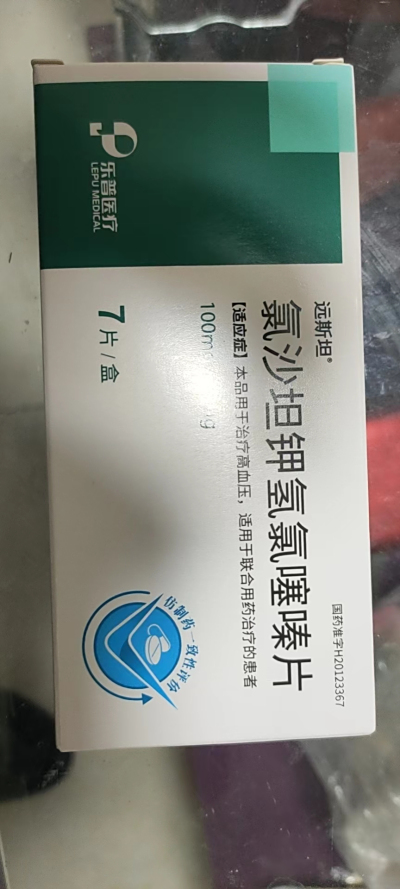 乐普医疗
LEPU MEDICAL
远斯坦®
氯沙坦钾氢氯噻嗪片
100m
g
【适应症】本品用于治疗高血压，适用于联合用药治疗的患者
7片/盒
国药准字H20123367
仿制药一致性评价